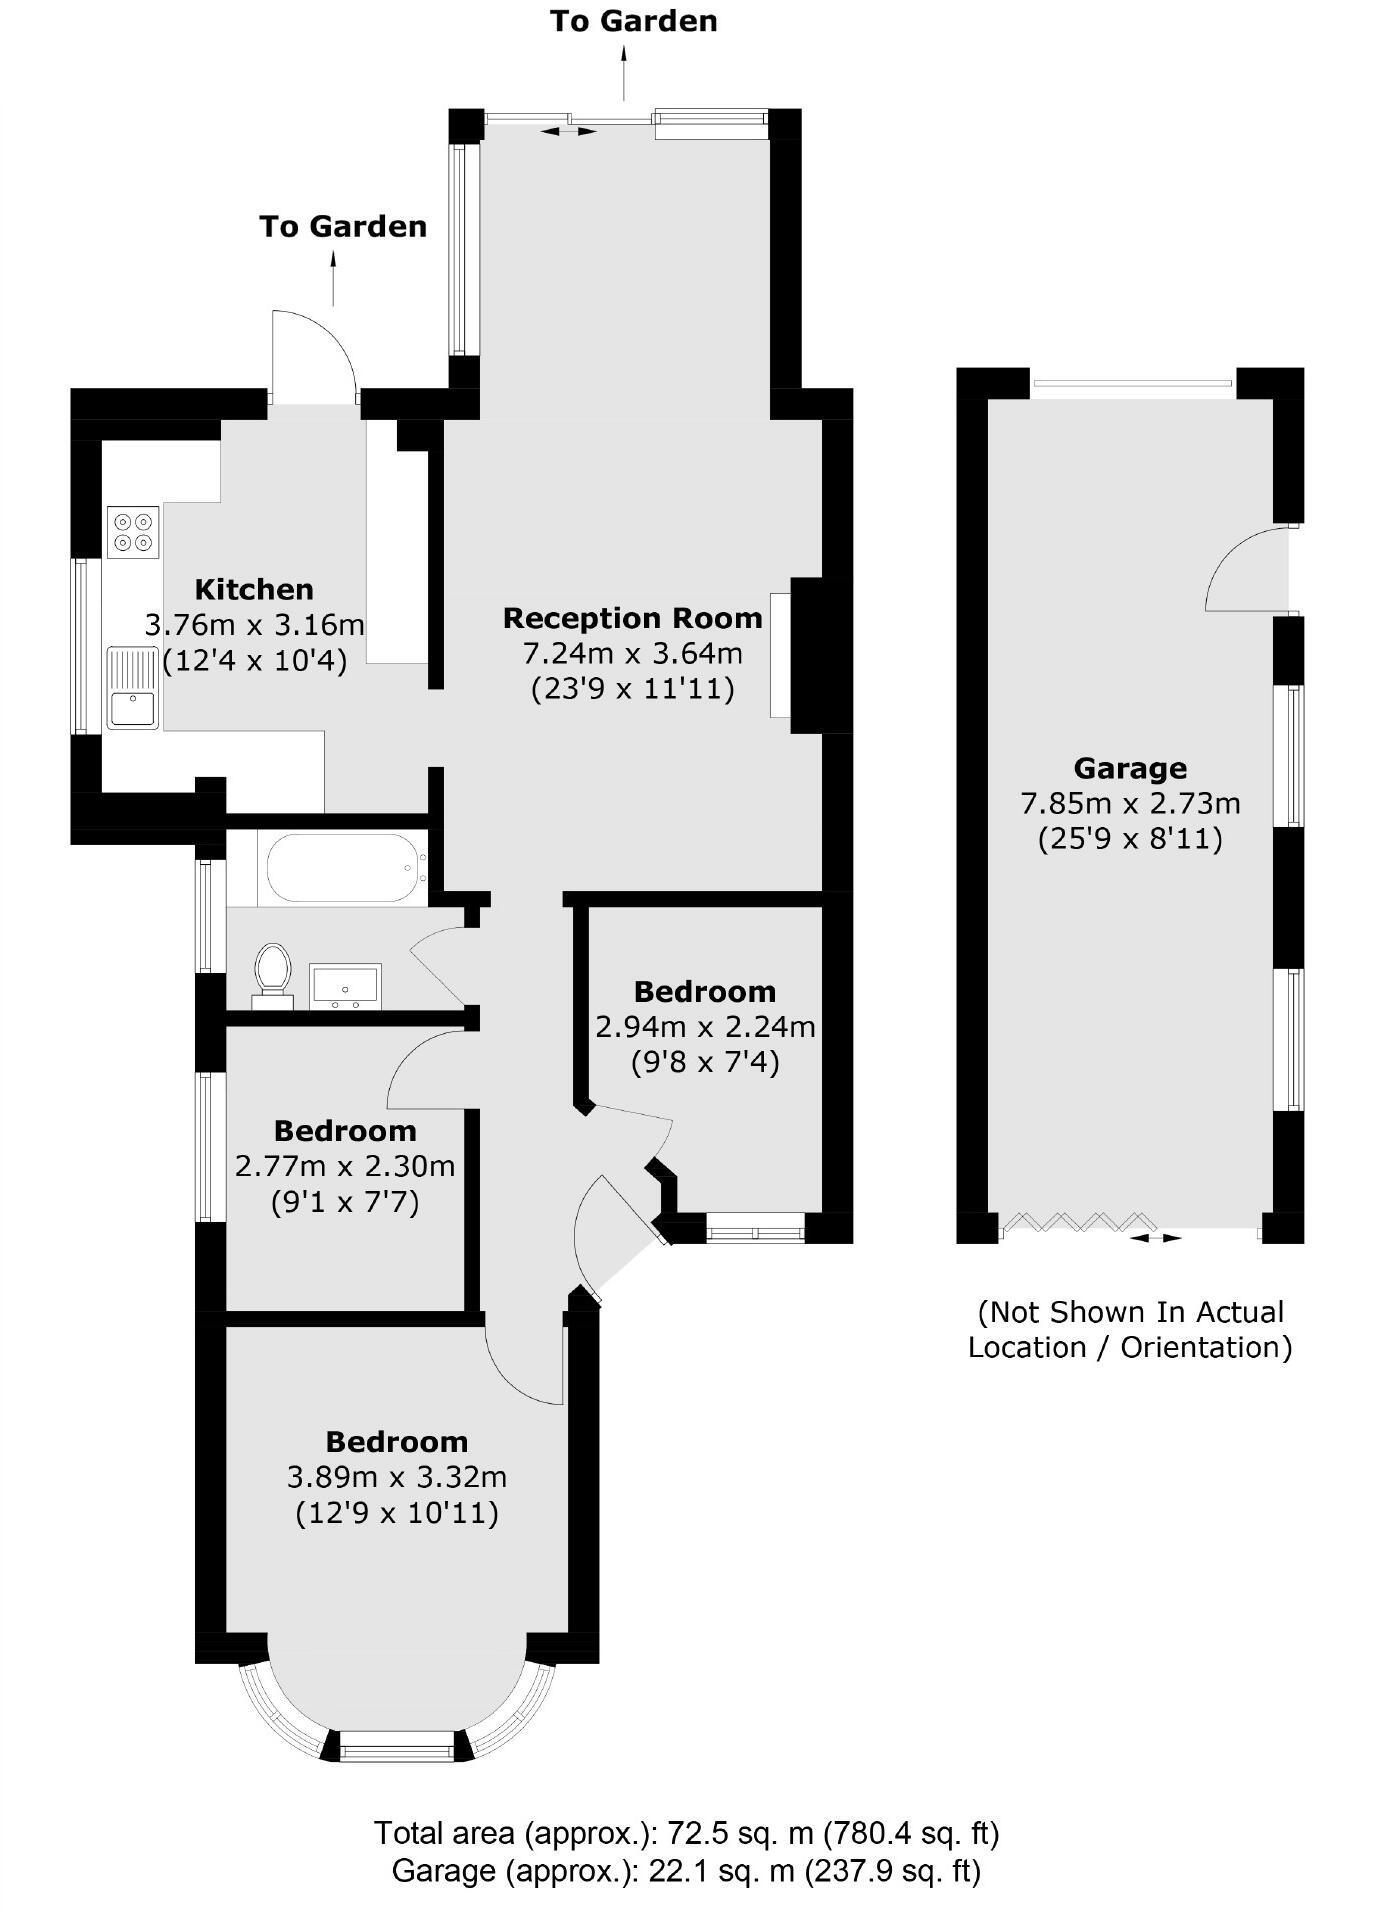 To Garden
To Garden
Kitchen
3.76m x 3.16m
(12'4 x 10'4)
Reception Room
7.24m x 3.64m
(23'9 x 11'11)
Garage
7.85m x 2.73m
(25'9 x 8'11)
Bedroom
2.94m x 2.24m
(9'8 x 7'4)
Bedroom
2.77m x 2.30m
(9'1 x 7'7)
(Not Shown In Actual
Location / Orientation)
Bedroom
3.89m x 3.32m
(12'9 x 10'11)
Total area (approx.): 72.5 sq. m (780.4 sq. ft)
Garage (approx.): 22.1 sq. m (237.9 sq. ft)